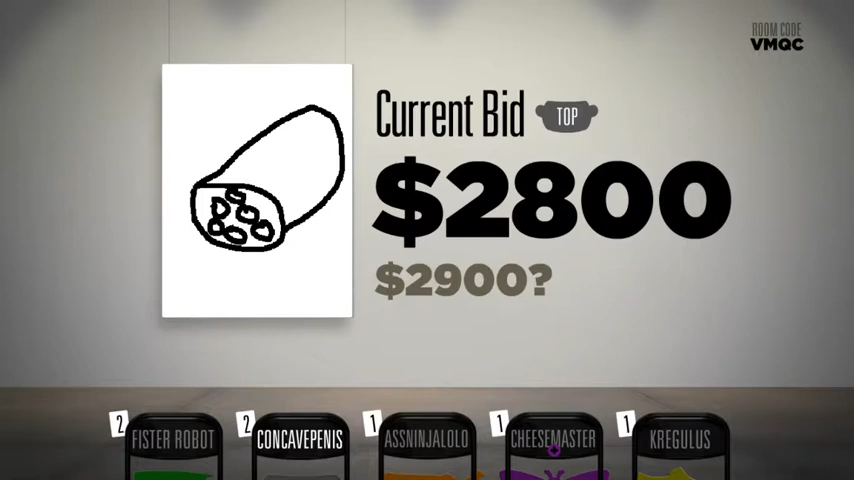 ROOM CODE
VMQC
Current Bid TOP
$2800
$2900?
2 FISTER ROBOT 2 CONCAVEPENIS 1 ASSNINJALOLO 1 CHEESEMASTER 1 KREGULUS